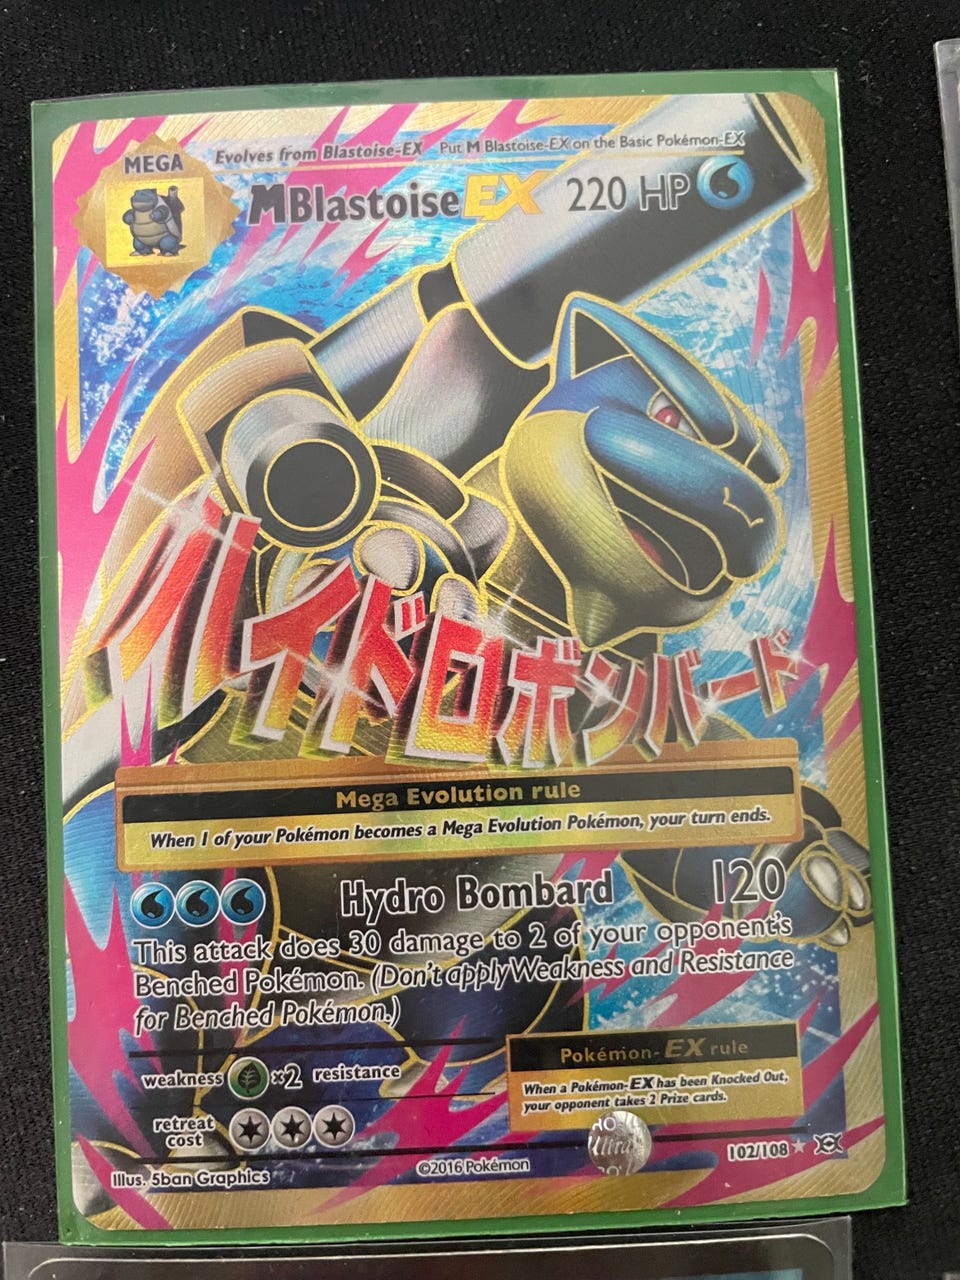 Evolves from Blastoise-EX Put M Blastoise-EX on the Basic Pokémon-EX
MEGA
MBlastoise EX 220 HP
ハイドロボンバード
Mega Evolution rule
When 1 of your Pokémon becomes a Mega Evolution Pokémon, your turn ends.
Hydro Bombard 120
This attack does 30 damage to 2 of your opponent's
Benched Pokémon. (Don't apply Weakness and Resistance
for Benched Pokémon.)
weakness ×2 resistance
retreat
cost
Pokémon-EX rule
When a Pokémon-EX has been Knocked Out,
your opponent takes 2 Prize cards.
Ultra
102/108
Illus. 5ban Graphics
©2016 Pokémon